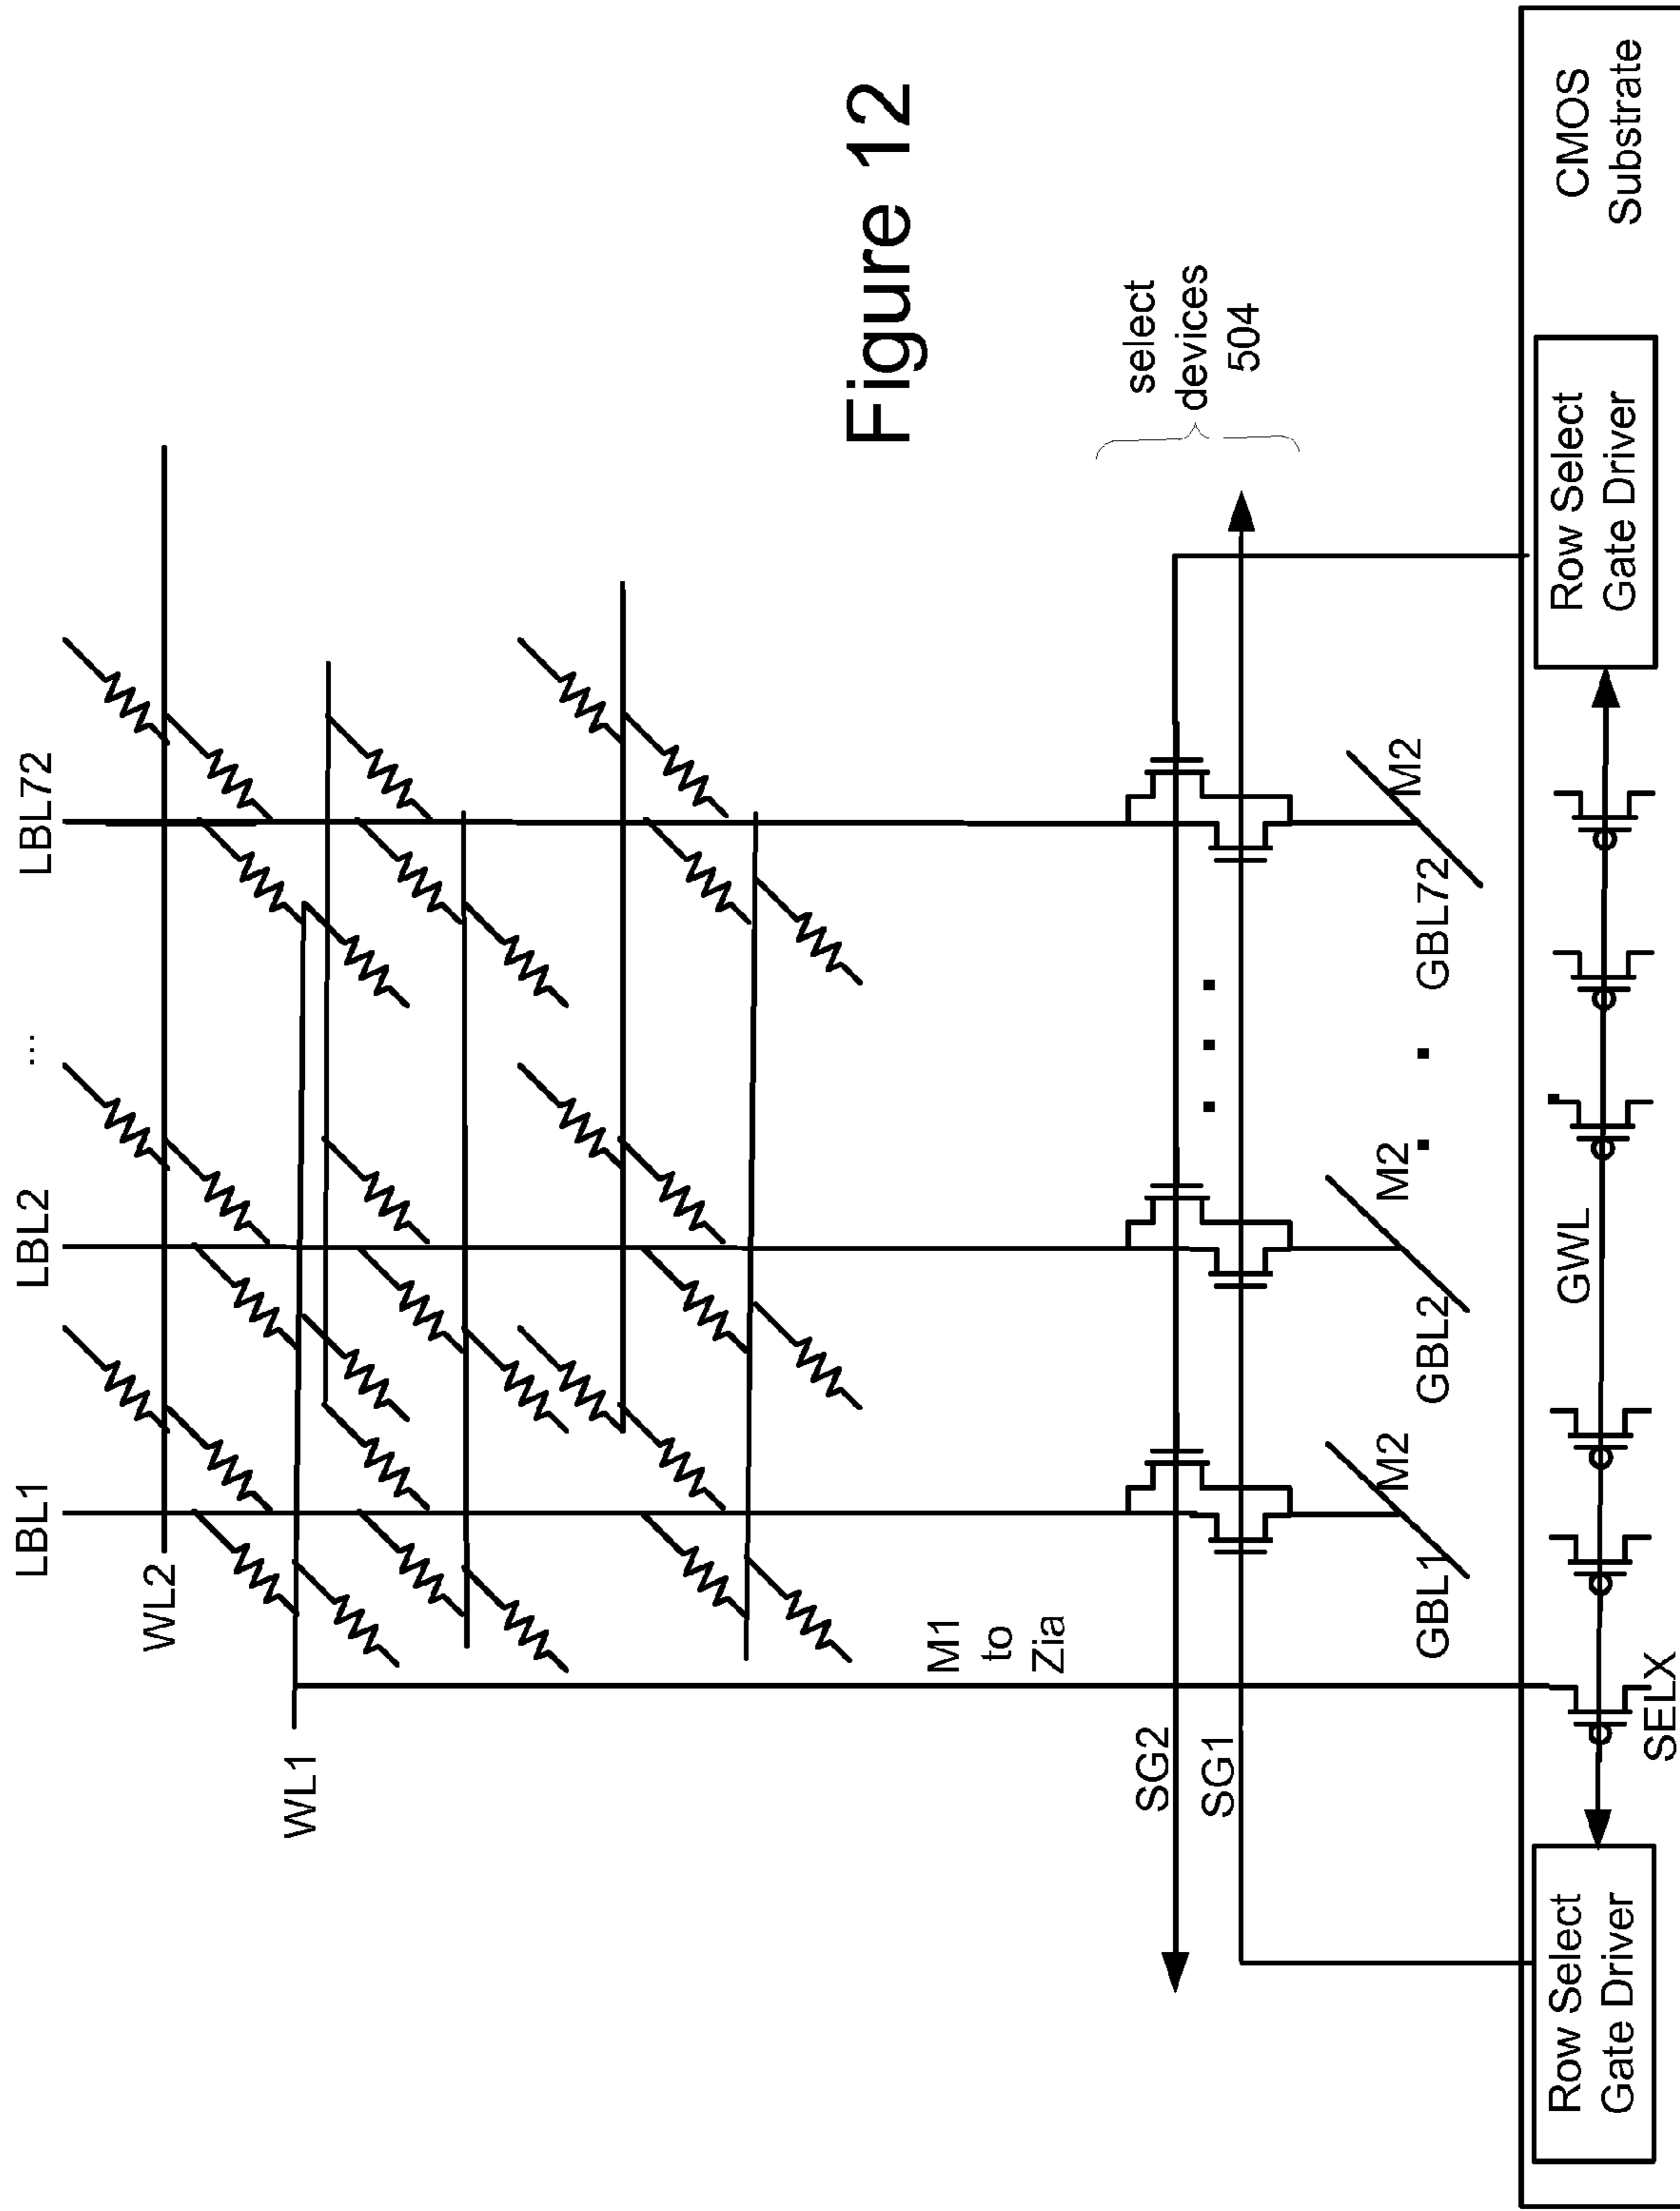 Figure 12
LBL1
LBL2
...
LBL72
WL2
WL1
M1
to
Zia
SG2
SG1
select
devices
504
M2
M2
M2
GBL1
GBL2
GBL72
GWL
SELX
Row Select
Gate Driver
Row Select
Gate Driver
CMOS
Substrate